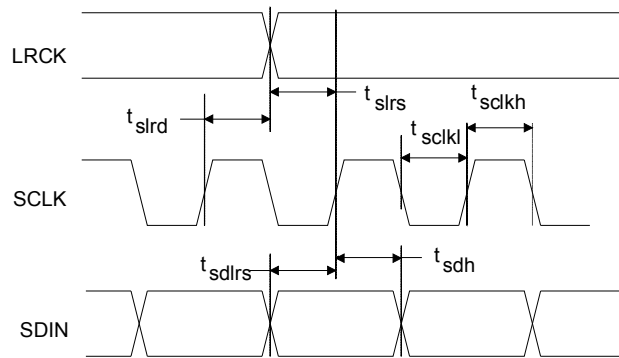 LRCK
t slrd
t slrs
t sclkl
t sclkh
SCLK
t sdlrs
t sdh
SDIN